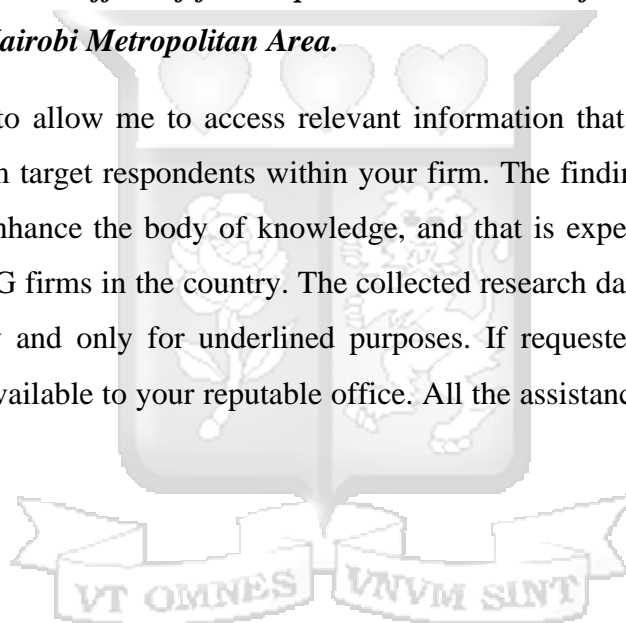 airobi Metropolitan Area.
to allow me to access relevant information that
target respondents within your firm. The findin
nhance the body of knowledge, and that is expe
G firms in the country. The collected research da
and only for underlined purposes. If requeste
vailable to your reputable office. All the assistanc
VT OMNES VNVM SINT